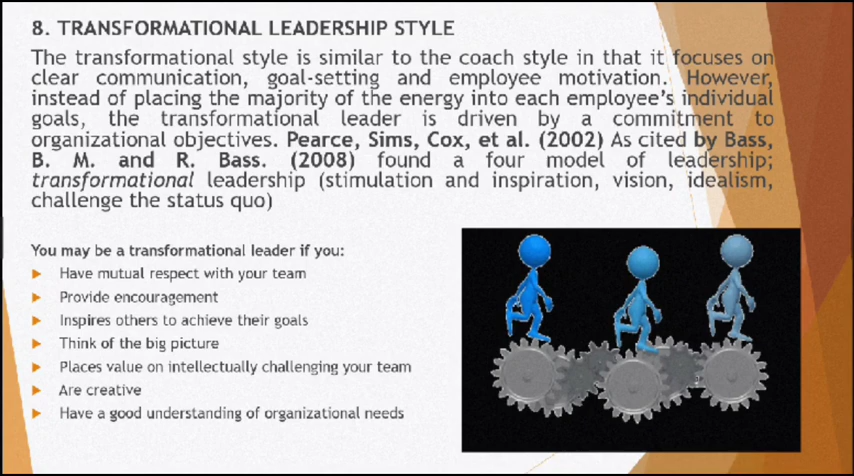 8. TRANSFORMATIONAL LEADERSHIP STYLE
The transformational style is similar to the coach style in that it focuses on
clear communication, goal-setting and employee motivation. However,
instead of placing the majority of the energy into each employee's individual
goals, the transformational leader is driven by a commitment to
organizational objectives. Pearce, Sims, Cox, et al. (2002) As cited by Bass,
B. M. and R. Bass. (2008) found a four model of leadership;
transformational leadership (stimulation and inspiration, vision, idealism,
challenge the status quo)
You may be a transformational leader if you:
Have mutual respect with your team
Provide encouragement
Inspires others to achieve their goals
Think of the big picture
Places value on intellectually challenging your team
Are creative
Have a good understanding of organizational needs